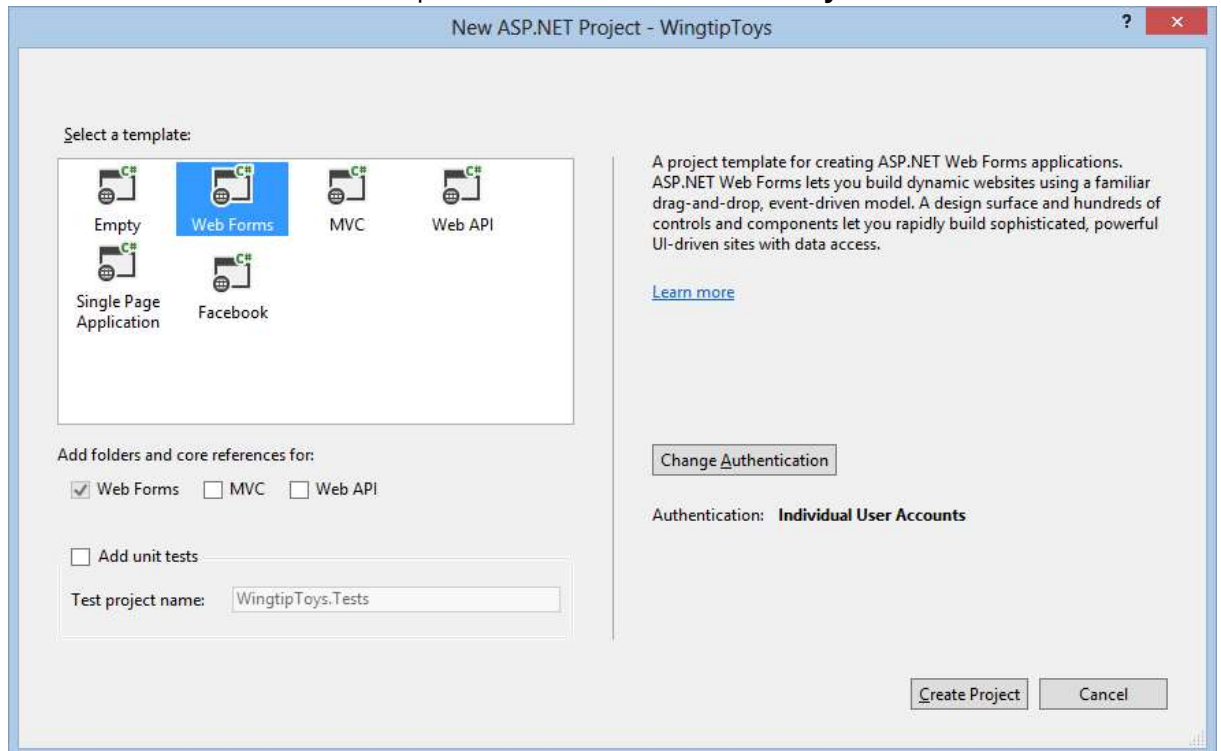 New ASP.NET Project - WingtipToys
?
Select a template:
C# C# C# C#
Empty Web Forms MVC Web API
C# C#
Single Page
Application
Facebook
A project template for creating ASP.NET Web Forms applications.
ASP.NET Web Forms lets you build dynamic websites using a familiar
drag-and-drop, event-driven model. A design surface and hundreds of
controls and components let you rapidly build sophisticated, powerful
UI-driven sites with data access.
Learn more
Add folders and core references for:
Web Forms MVC Web API
Change Authentication
Authentication: Individual User Accounts
Add unit tests
Test project name: WingtipToys.Tests
Create Project Cancel